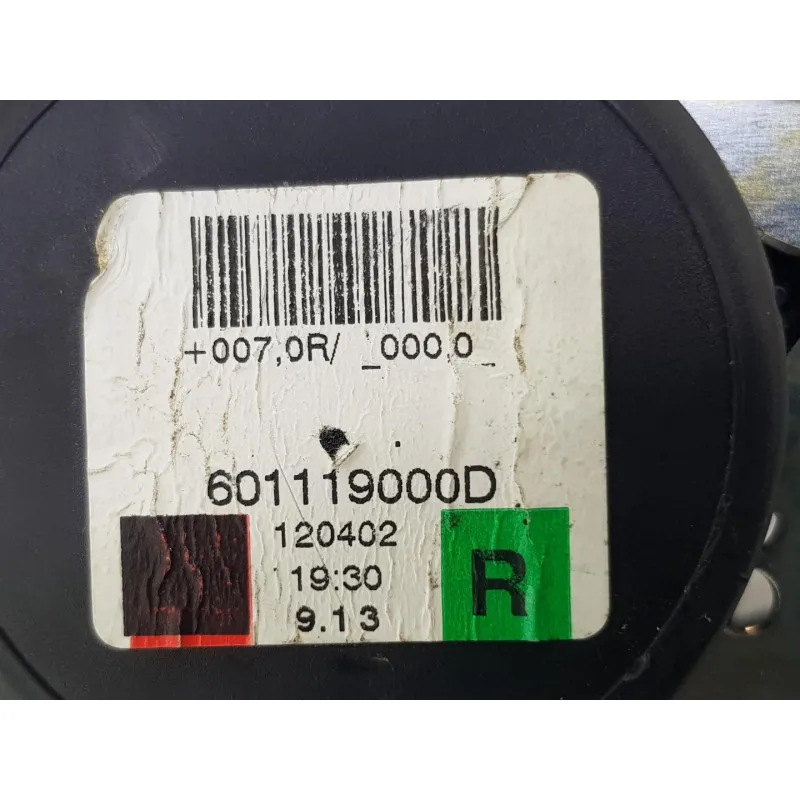 +007,0R/ _000,0_
601119000D
120402
19:30
9.13
R